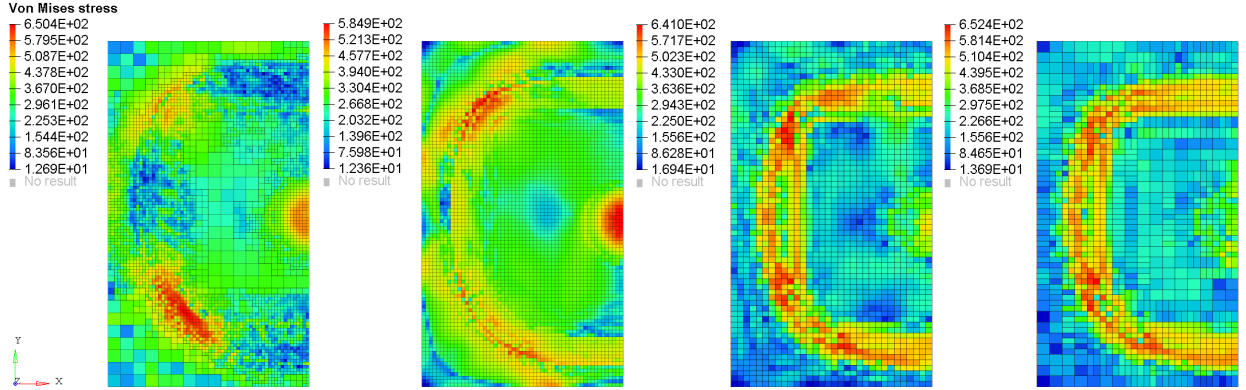 Von Mises stress
6.504E+02
5.795E+02
5.087E+02
4.378E+02
3.670E+02
2.961E+02
2.253E+02
1.544E+02
8.356E+01
1.269E+01
No result
5.849E+02
5.213E+02
4.577E+02
3.940E+02
3.304E+02
2.668E+02
2.032E+02
1.396E+02
7.598E+01
1.236E+01
No result
6.410E+02
5.717E+02
5.023E+02
4.330E+02
3.636E+02
2.943E+02
2.250E+02
1.556E+02
8.628E+01
1.694E+01
No result
6.524E+02
5.814E+02
5.104E+02
4.395E+02
3.685E+02
2.975E+02
2.266E+02
1.556E+02
8.465E+01
1.369E+01
No result
Y
Z
X